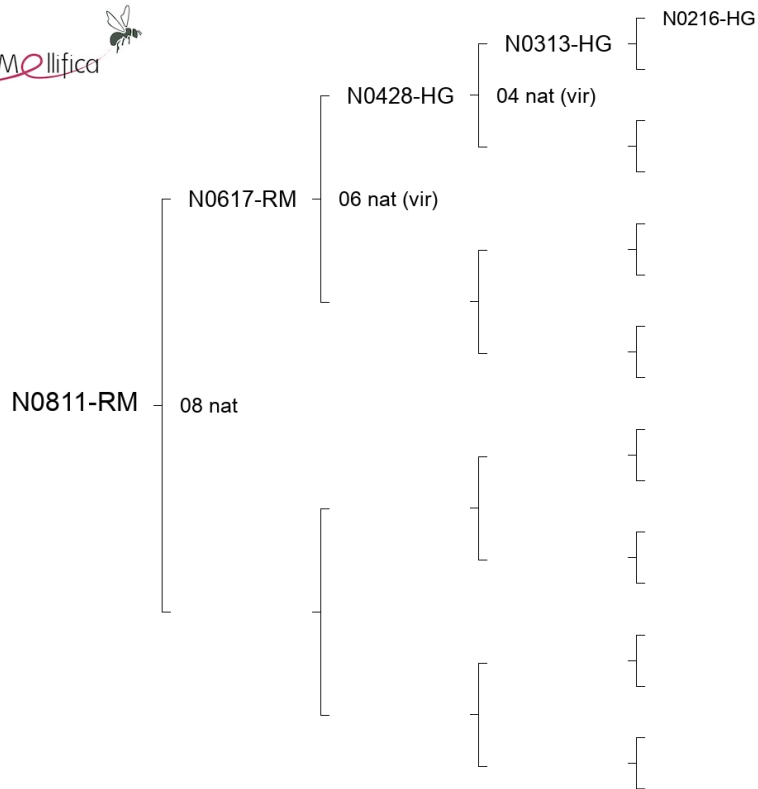 N0216-HG
N0313-HG
Mellifica
N0428-HG
04 nat (vir)
N0617-RM
06 nat (vir)
N0811-RM
08 nat